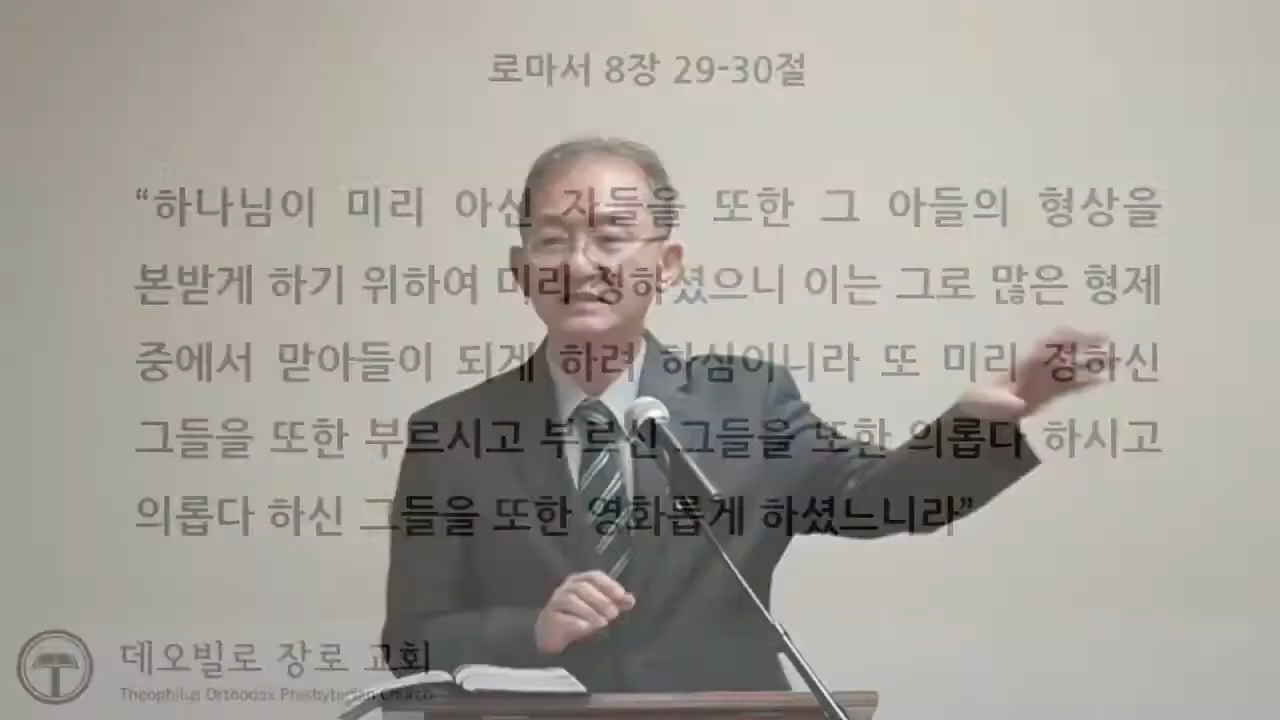 로마서 8장 29-30절
“하나님이 미리 아신 자들을 또한 그 아들의 형상을
본받게 하기 위하여 미리 정하셨으니 이는 그로 많은 형제
중에서 맏아들이 되게 하려 하심이니라 또 미리 정하신
그들을 또한 부르시고 부르신 그들을 또한 의롭다 하시고
의롭다 하신 그들을 또한 영화롭게 하셨느니라”
데오빌로 장로 교회
Theophilus Orthodox Presbyterian Church